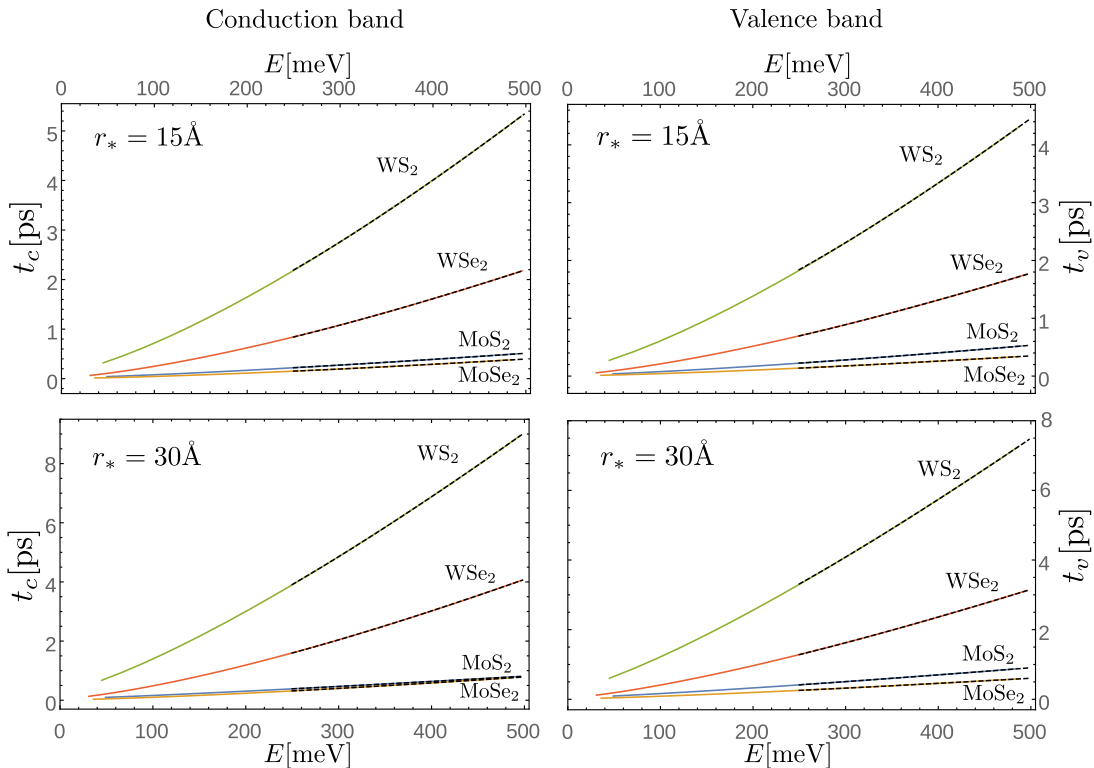 Conduction band
Valence band
E[meV]
E[meV]
0 100 200 300 400 500
0 100 200 300 400 500
r* = 15Å
5
4
3
2
1
0
t_c[ps]
WS₂
WSe₂
MoS₂
MoSe₂
r* = 15Å
WS₂
WSe₂
MoS₂
MoSe₂
4
3
2
1
0
t_v[ps]
r* = 30Å
8
6
4
2
0
t_c[ps]
WS₂
WSe₂
MoS₂
MoSe₂
r* = 30Å
WS₂
WSe₂
MoS₂
MoSe₂
8
6
4
2
0
t_v[ps]
0 100 200 300 400 500
0 100 200 300 400 500
E[meV]
E[meV]